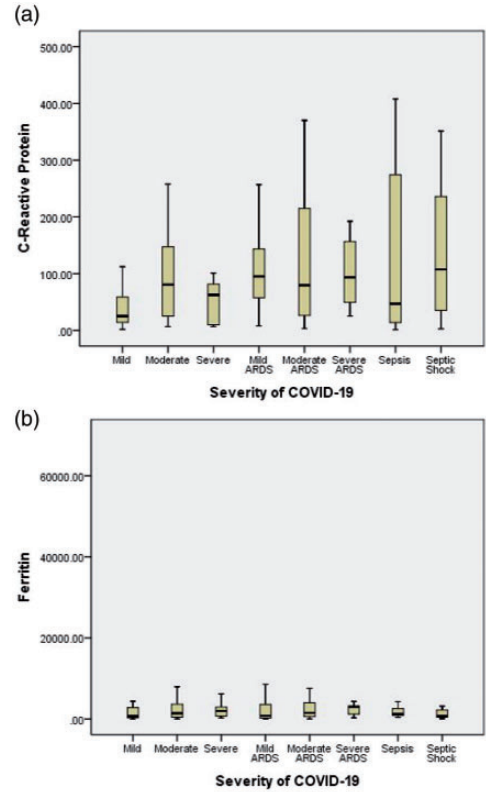 (a)
500.00
400.00
300.00
200.00
100.00
.00
C-Reactive Protein
Mild Moderate Severe Mild ARDS Moderate ARDS Severe ARDS Sepsis Septic Shock
Severity of COVID-19
(b)
60000.00
40000.00
20000.00
.00
Ferritin
Mild Moderate Severe Mild ARDS Moderate ARDS Severe ARDS Sepsis Septic Shock
Severity of COVID-19